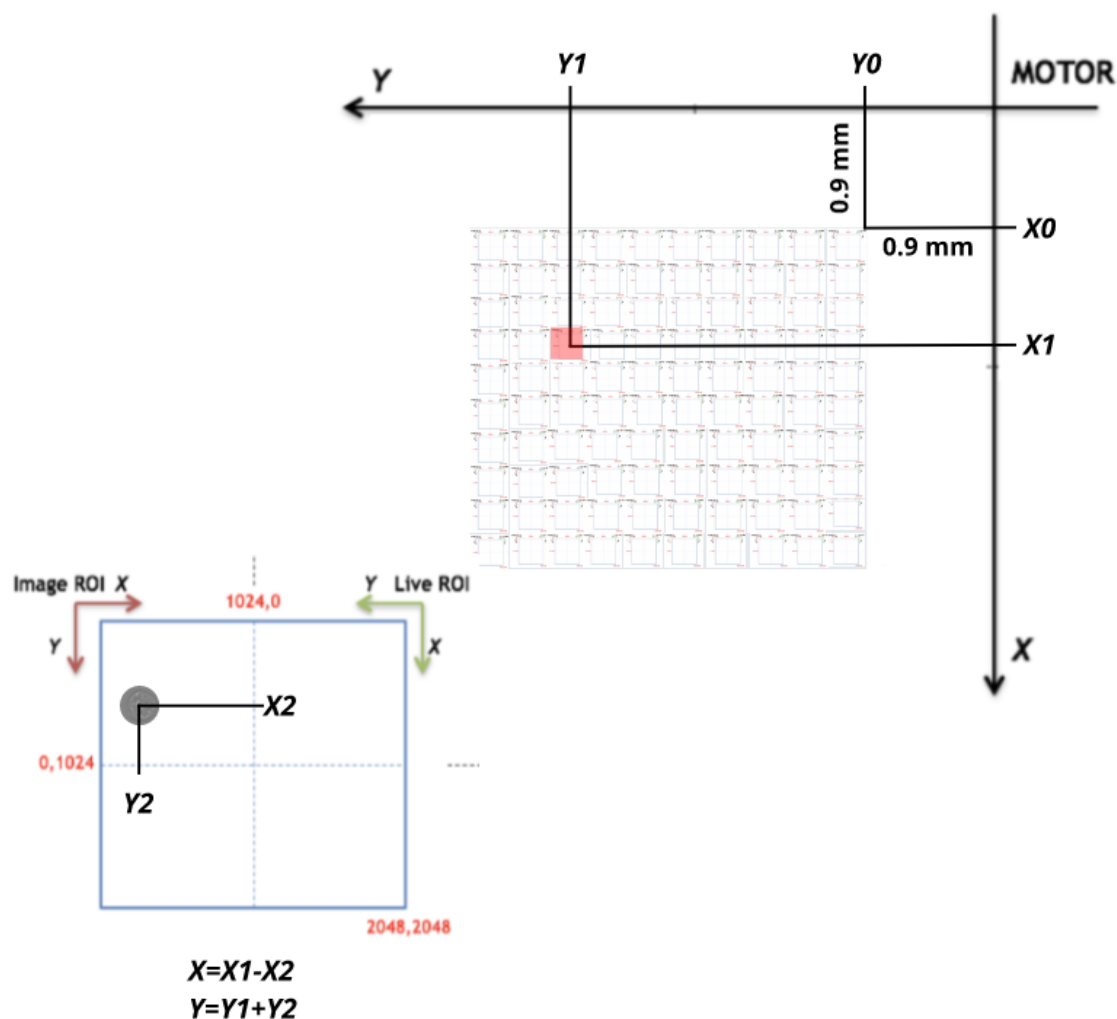 Y1
Y0
MOTOR
Y
0.9 mm
X0
0.9 mm
X1
X
Image ROI X
Y Live ROI
1024,0
Y
X
X2
0,1024
Y2
2048,2048
X=X1-X2
Y=Y1+Y2